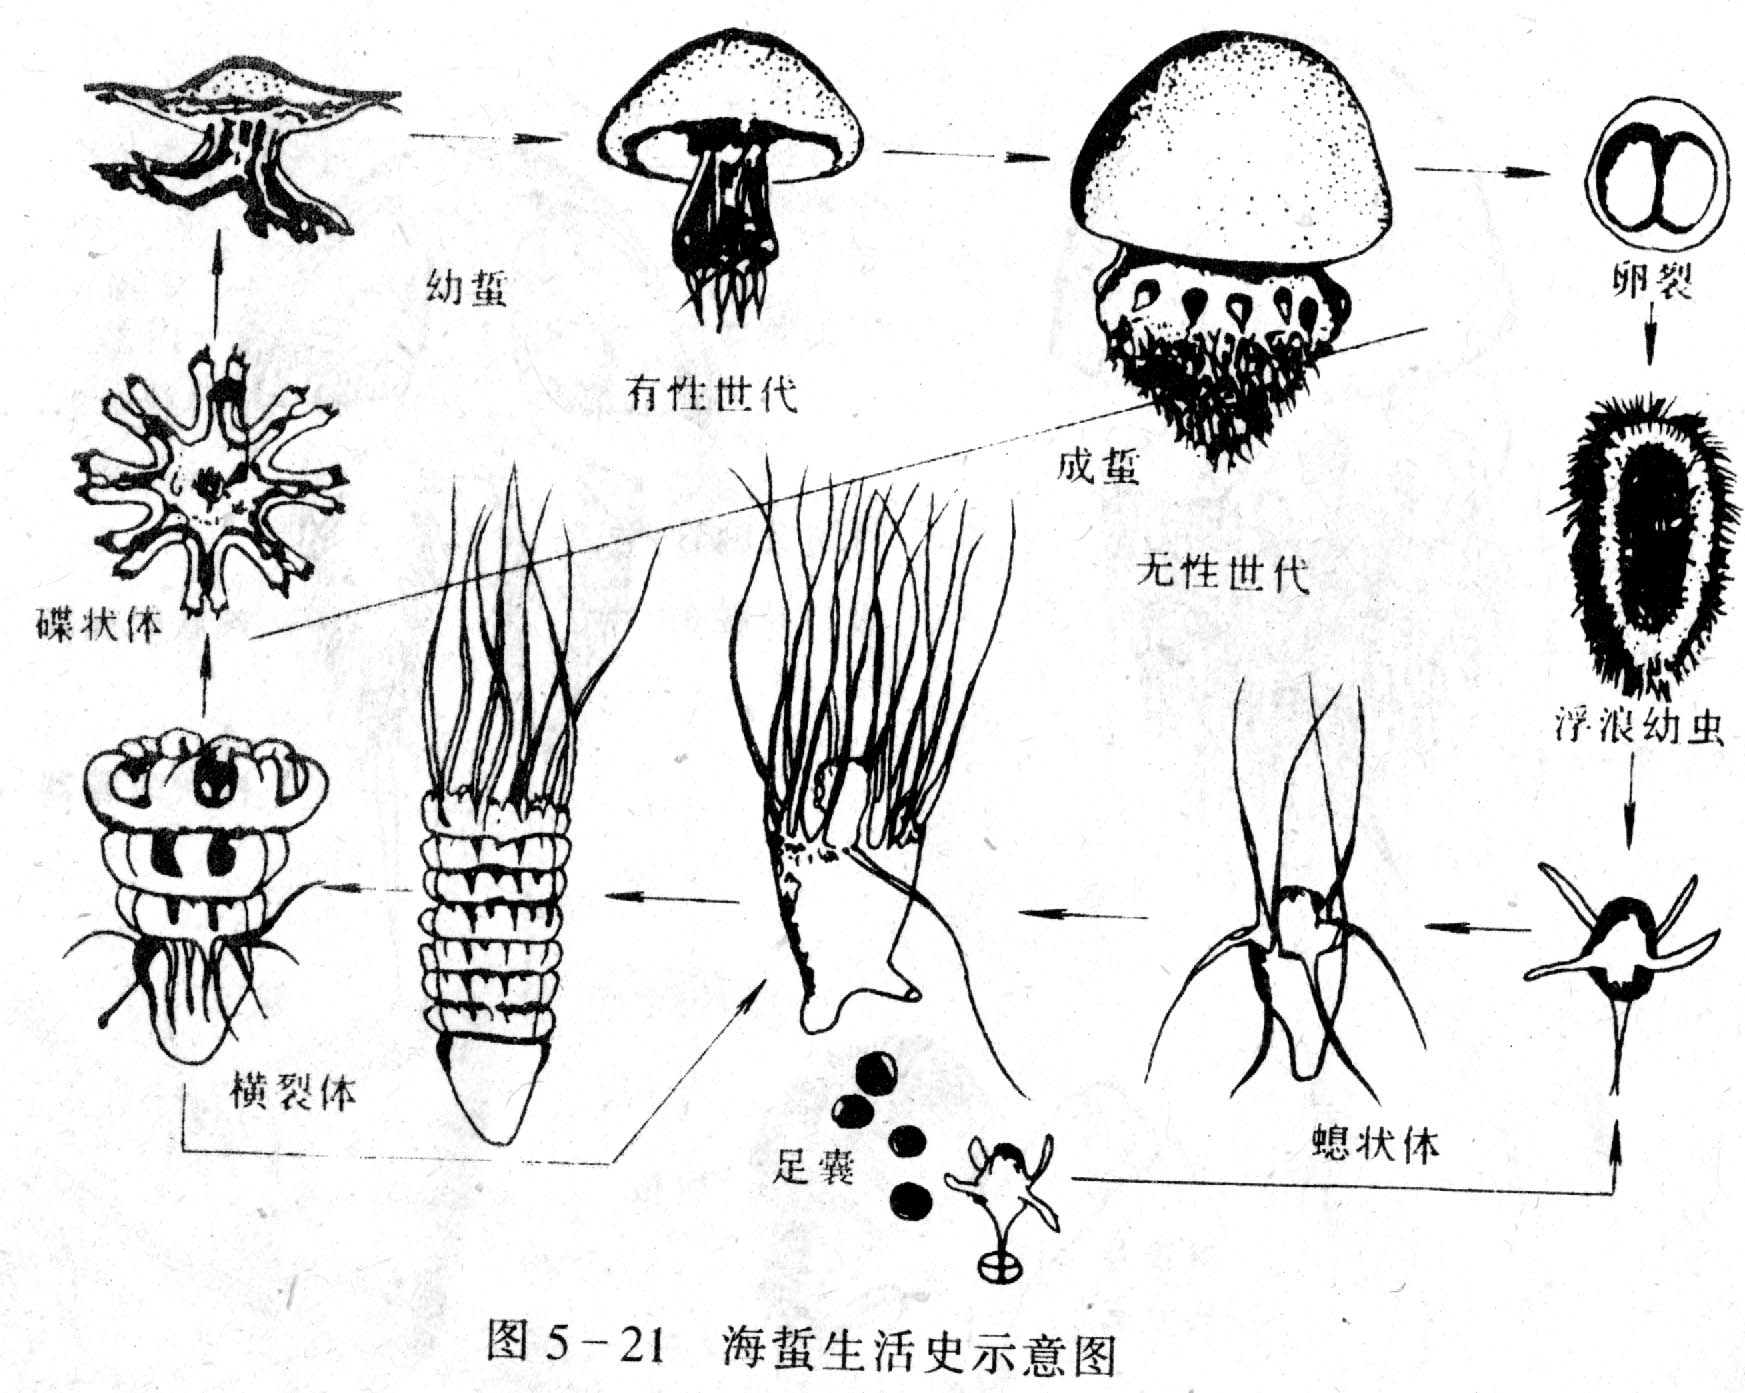 卵裂
幼蜇
有性世代
成蜇
无性世代
碟状体
浮浪幼虫
横裂体
足囊
螅状体
图5-21 海蜇生活史示意图